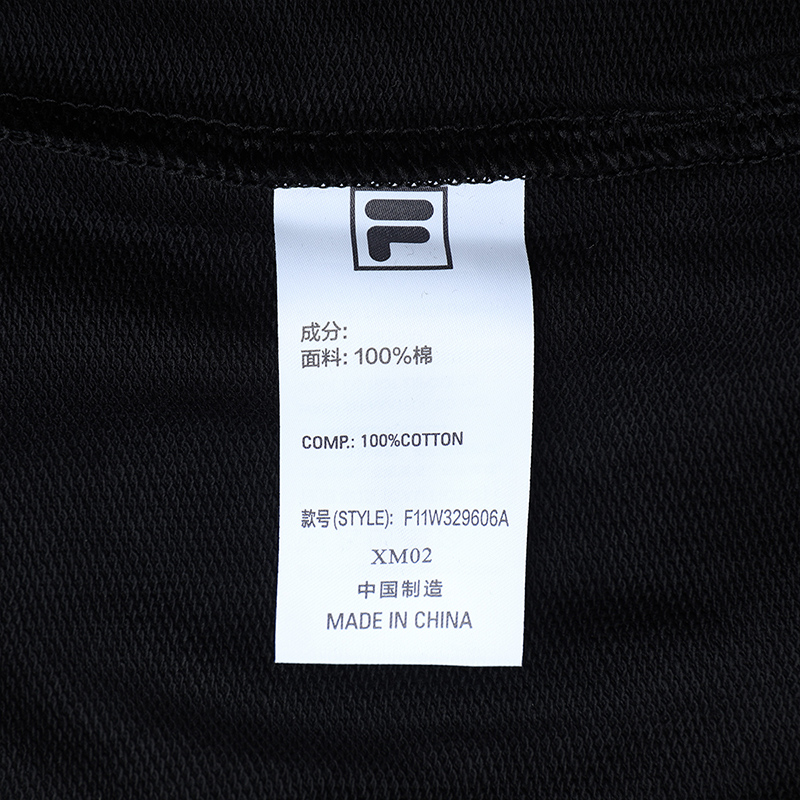 成分:
面料: 100%棉
COMP.: 100%COTTON
款号(STYLE): F11W329606A
XM02
中国制造
MADE IN CHINA